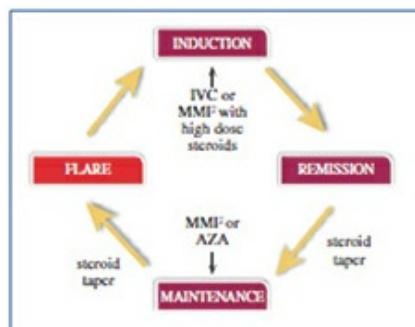 INDUCTION
IVC or
MMF with
high dose
steroids
FLARE
REMISSION
MMF or
AZA
steroid
taper
steroid
taper
MAINTENANCE